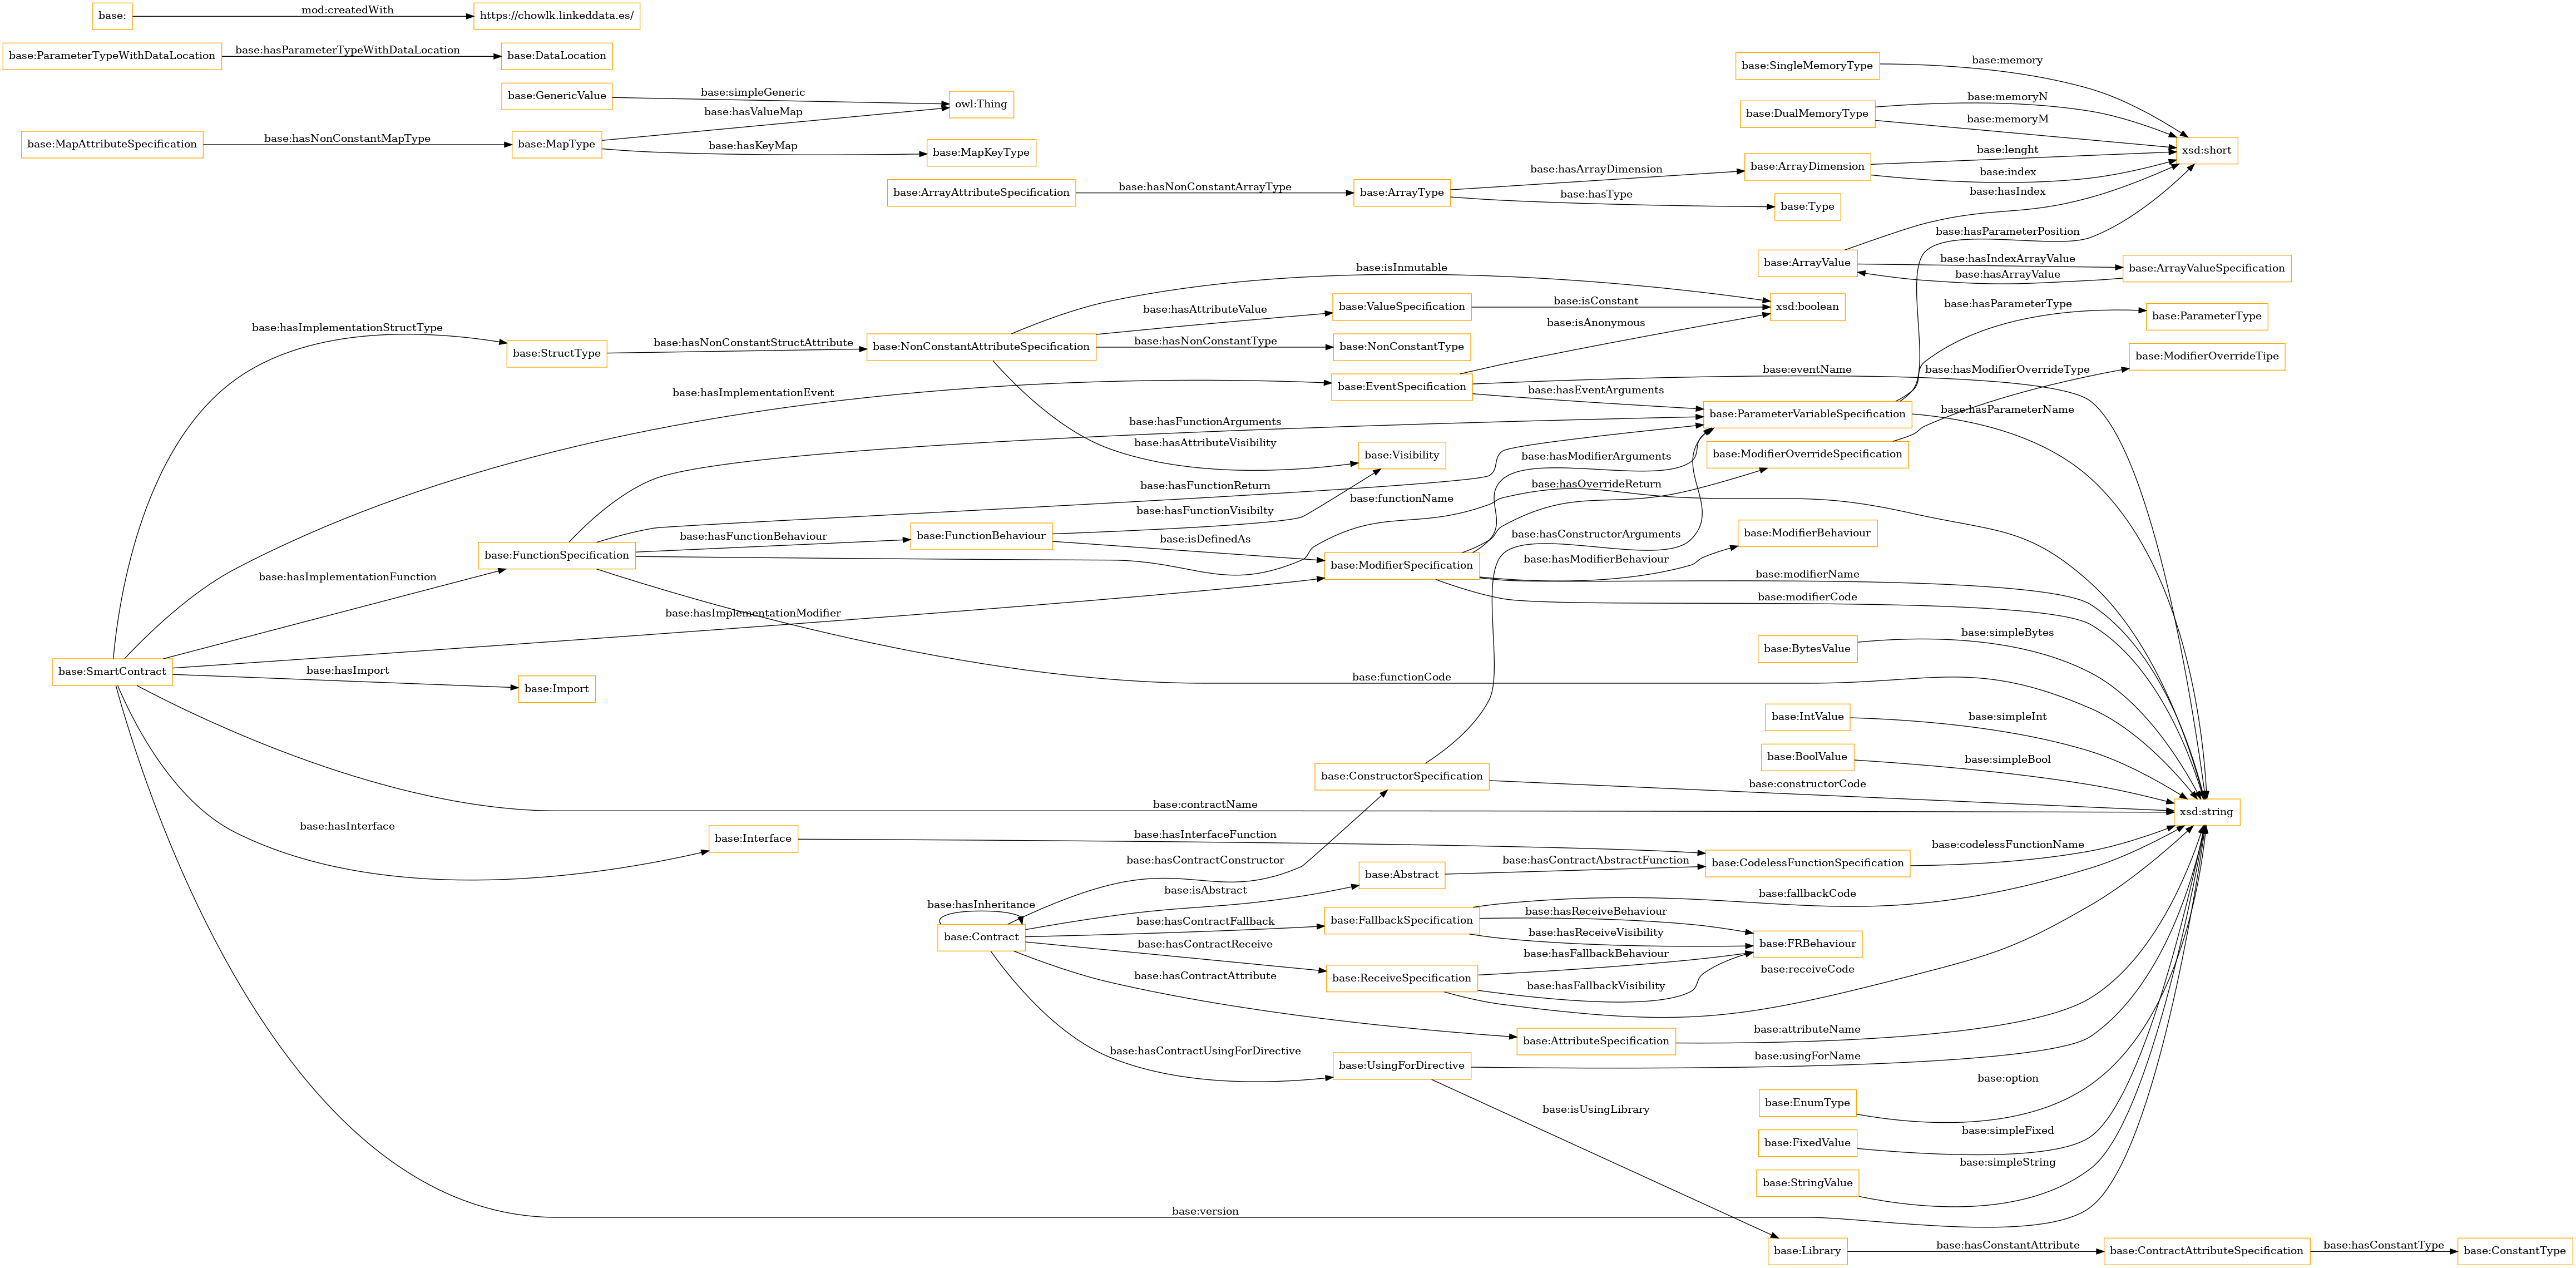 base:
mod:createdWith
https://chowlk.linkeddata.es/
base:ParameterTypeWithDataLocation
base:hasParameterTypeWithDataLocation
base:DataLocation
base:SingleMemoryType
base:memory
base:GenericValue
base:simpleGeneric
owl:Thing
base:hasValueMap
base:DualMemoryType
base:memoryN
base:memoryM
base:MapAttributeSpecification
base:hasNonConstantMapType
base:MapType
base:hasKeyMap
base:MapKeyType
xsd:short
base:ArrayAttributeSpecification
base:hasNonConstantArrayType
base:ArrayType
base:hasArrayDimension
base:ArrayDimension
base:lenght
base:index
base:hasType
base:Type
base:hasIndex
base:hasParameterPosition
base:ArrayValue
base:hasIndexArrayValue
base:hasArrayValue
base:ArrayValueSpecification
base:isInmutable
base:hasAttributeValue
base:ValueSpecification
base:isConstant
xsd:boolean
base:hasParameterType
base:ParameterType
base:hasImplementationStructType
base:StructType
base:hasNonConstantStructAttribute
base:NonConstantAttributeSpecification
base:hasNonConstantType
base:NonConstantType
base:isAnonymous
base:ModifierOverrideTipe
base:hasImplementationEvent
base:EventSpecification
base:eventName
base:hasModifierOverrideType
base:hasEventArguments
base:ParameterVariableSpecification
base:hasParameterName
base:hasFunctionArguments
base:hasAttributeVisibility
base:Visibility
base:hasModifierArguments
base:ModifierOverrideSpecification
base:hasFunctionReturn
base:functionName
base:hasOverrideReturn
base:hasFunctionVisibilty
base:FunctionSpecification
base:hasFunctionBehaviour
base:FunctionBehaviour
base:isDefinedAs
base:hasConstructorArguments
base:ModifierBehaviour
base:hasModifierBehaviour
base:ModifierSpecification
base:hasImplementationFunction
base:modifierName
base:modifierCode
base:hasImplementationModifier
base:simpleBytes
base:BytesValue
base:SmartContract
base:hasImport
base:Import
base:functionCode
base:IntValue
base:simpleInt
base:BoolValue
base:simpleBool
base:ConstructorSpecification
base:constructorCode
base:contractName
xsd:string
base:hasInterface
base:Interface
base:hasInterfaceFunction
base:CodelessFunctionSpecification
base:codelessFunctionName
base:hasContractConstructor
base:Abstract
base:hasContractAbstractFunction
base:isAbstract
base:hasInheritance
base:Contract
base:hasContractFallback
base:FallbackSpecification
base:fallbackCode
base:hasReceiveBehaviour
base:hasReceiveVisibility
base:FRBehaviour
base:hasContractReceive
base:ReceiveSpecification
base:hasFallbackBehaviour
base:hasFallbackVisibility
base:receiveCode
base:hasContractAttribute
base:AttributeSpecification
base:attributeName
base:hasContractUsingForDirective
base:UsingForDirective
base:usingForName
base:isUsingLibrary
base:EnumType
base:option
base:FixedValue
base:simpleFixed
base:StringValue
base:simpleString
base:version
base:Library
base:hasConstantAttribute
base:ContractAttributeSpecification
base:hasConstantType
base:ConstantType